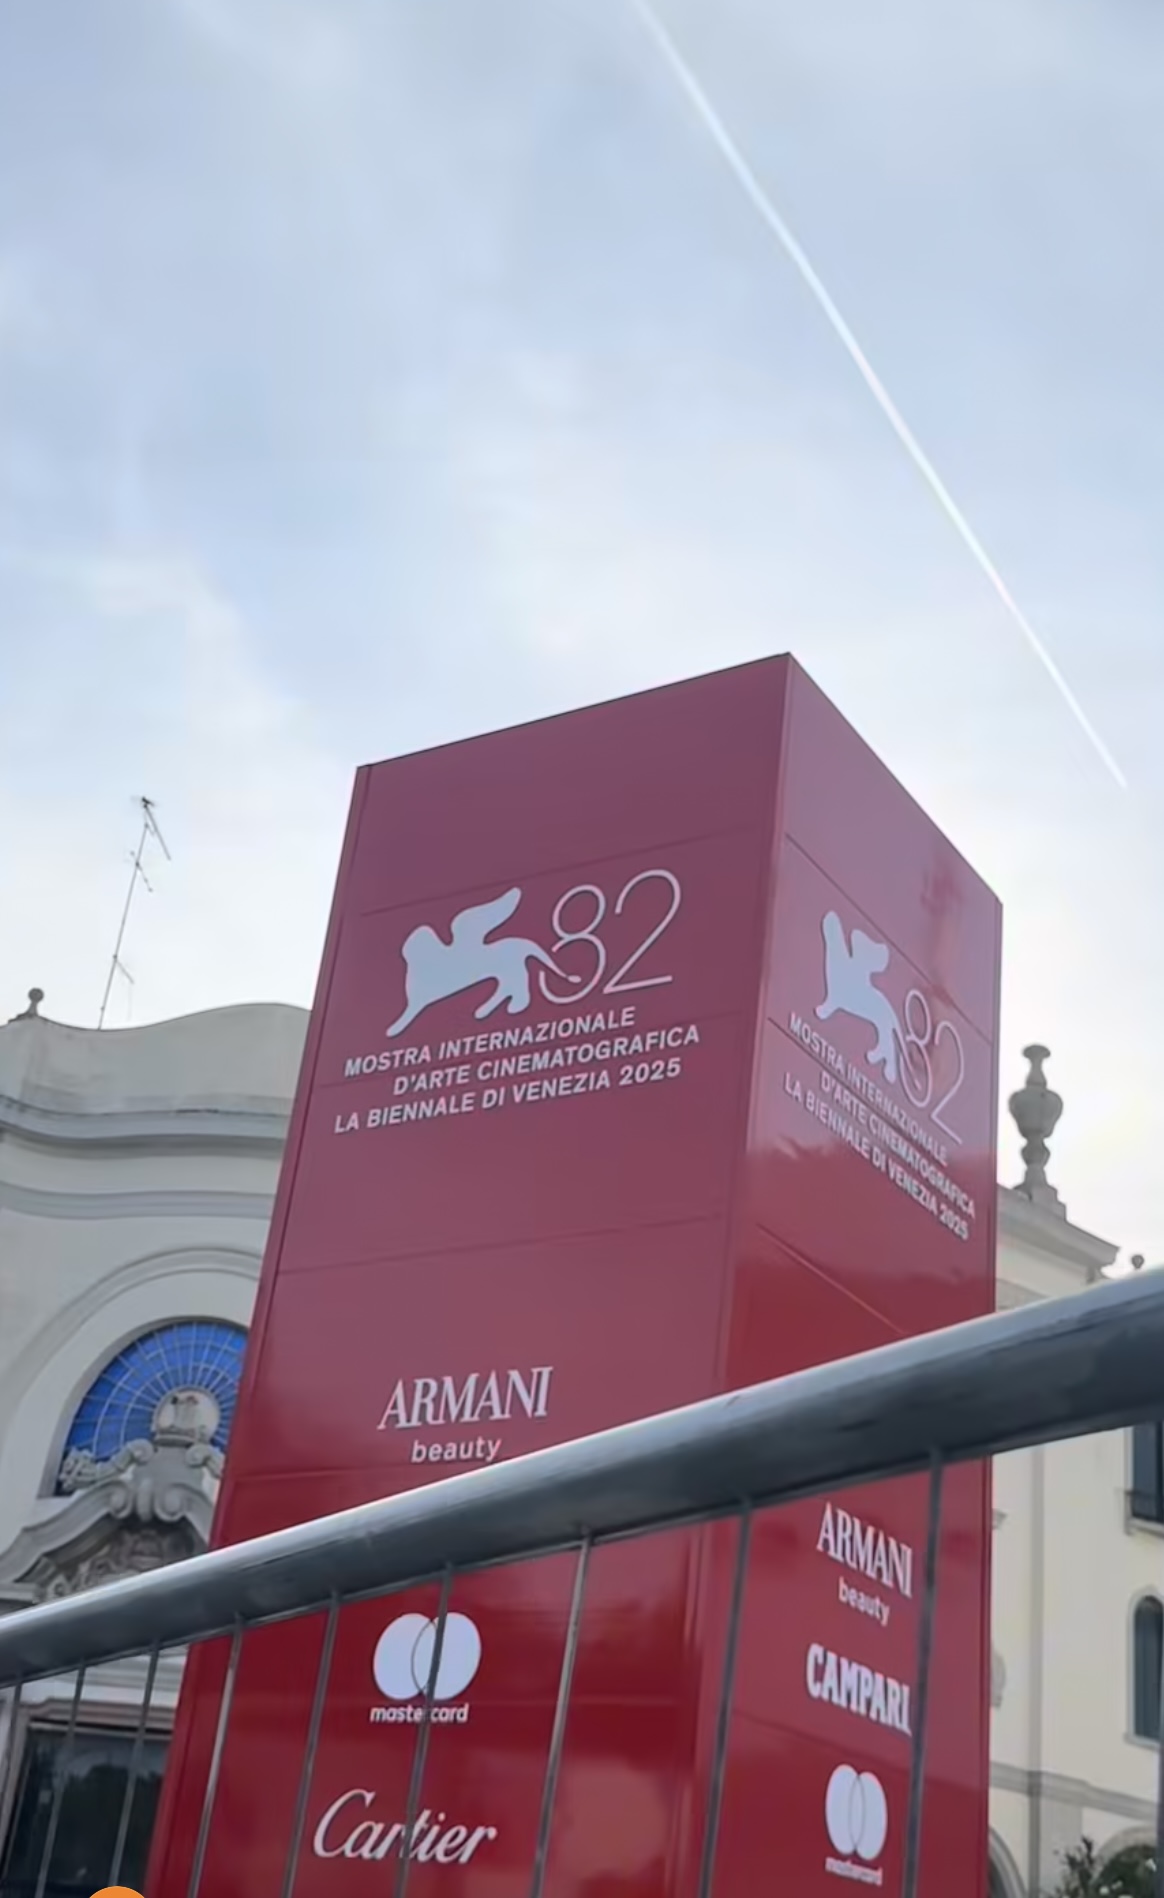 82
MOSTRA INTERNAZIONALE
D'ARTE CINEMATOGRAFICA
LA BIENNALE DI VENEZIA 2025
ARMANI
beauty
mastercard
Cartier
82
MOSTRA INTERNAZIONALE
D'ARTE CINEMATOGRAFICA
LA BIENNALE DI VENEZIA 2025
ARMANI
beauty
CAMPARI
mastercard